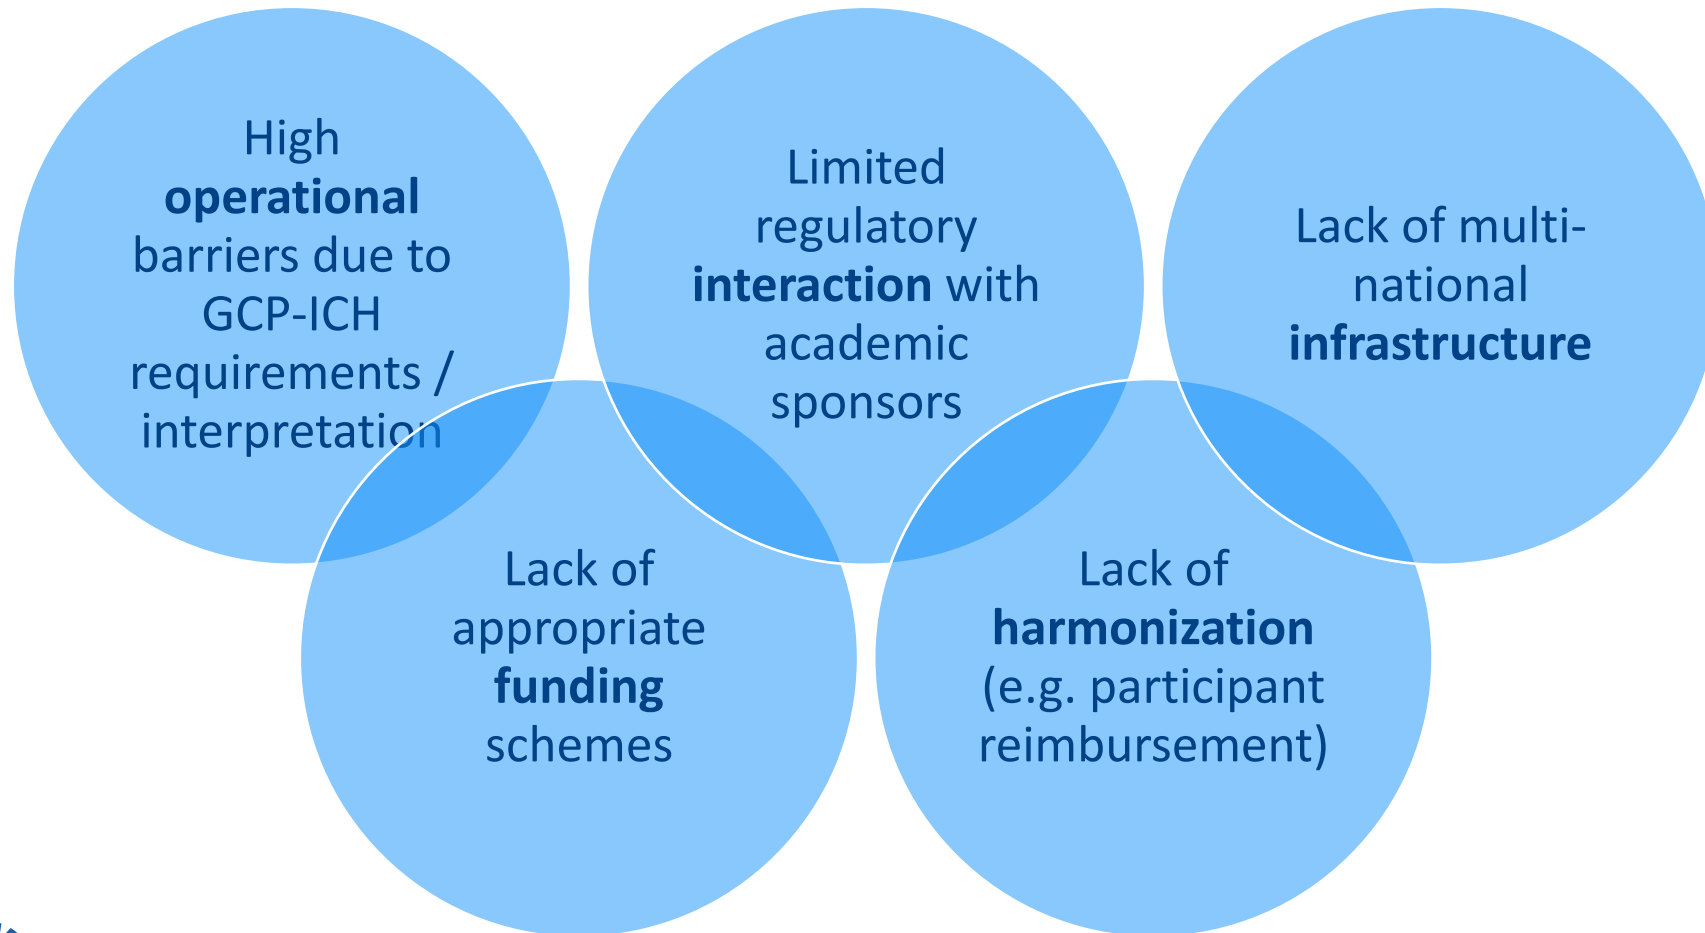 High
operational
barriers due to
GCP-ICH
requirements /
interpretation
Limited
regulatory
interaction with
academic
sponsors
Lack of multi-
national
infrastructure
Lack of
appropriate
funding
schemes
Lack of
harmonization
(e.g. participant
reimbursement)